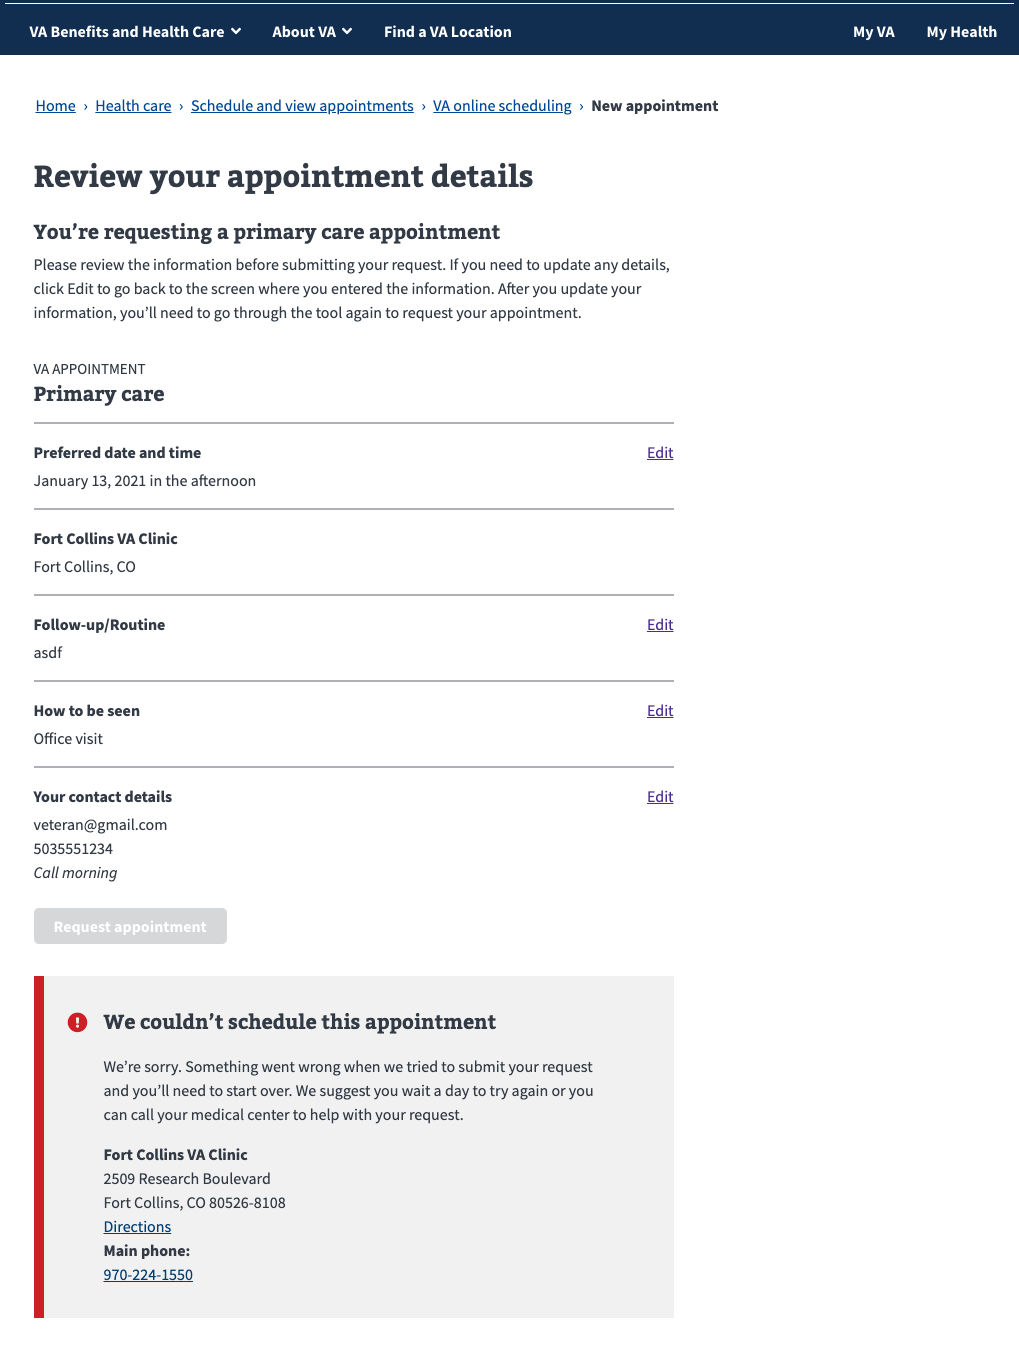 VA Benefits and Health Care About VA Find a VA Location My VA My Health
Home › Health care › Schedule and view appointments › VA online scheduling › New appointment
Review your appointment details
You’re requesting a primary care appointment
Please review the information before submitting your request. If you need to update any details,
click Edit to go back to the screen where you entered the information. After you update your
information, you’ll need to go through the tool again to request your appointment.
VA APPOINTMENT
Primary care
Preferred date and time Edit
January 13, 2021 in the afternoon
Fort Collins VA Clinic
Fort Collins, CO
Follow-up/Routine Edit
asdf
How to be seen Edit
Office visit
Your contact details Edit
veteran@gmail.com
5035551234
Call morning
Request appointment
We couldn’t schedule this appointment
We’re sorry. Something went wrong when we tried to submit your request
and you’ll need to start over. We suggest you wait a day to try again or you
can call your medical center to help with your request.
Fort Collins VA Clinic
2509 Research Boulevard
Fort Collins, CO 80526-8108
Directions
Main phone:
970-224-1550